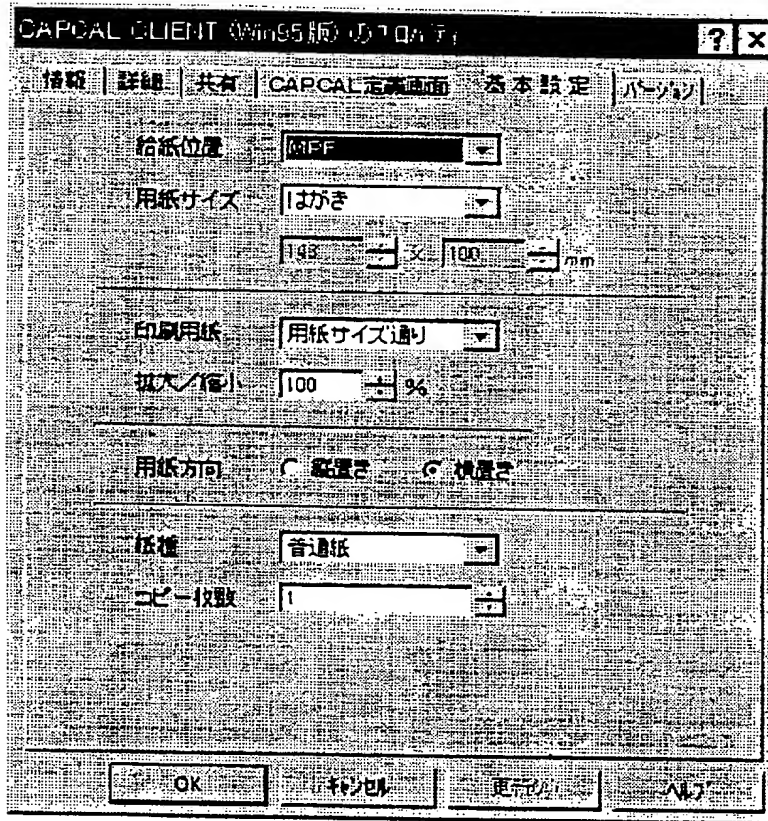 CAPCAL CLIENT (Win95版) のプロパティ
情報 詳細 共有 CAPCAL定義画面 基本設定 バージョン
給紙位置
用紙サイズ はがき
148 × 100 mm
印刷用紙 用紙サイズ通り
拡大/縮小 100 %
用紙方向 縦置き 横置き
紙種 普通紙
コピー枚数 1
OK キャンセル ヘルプ